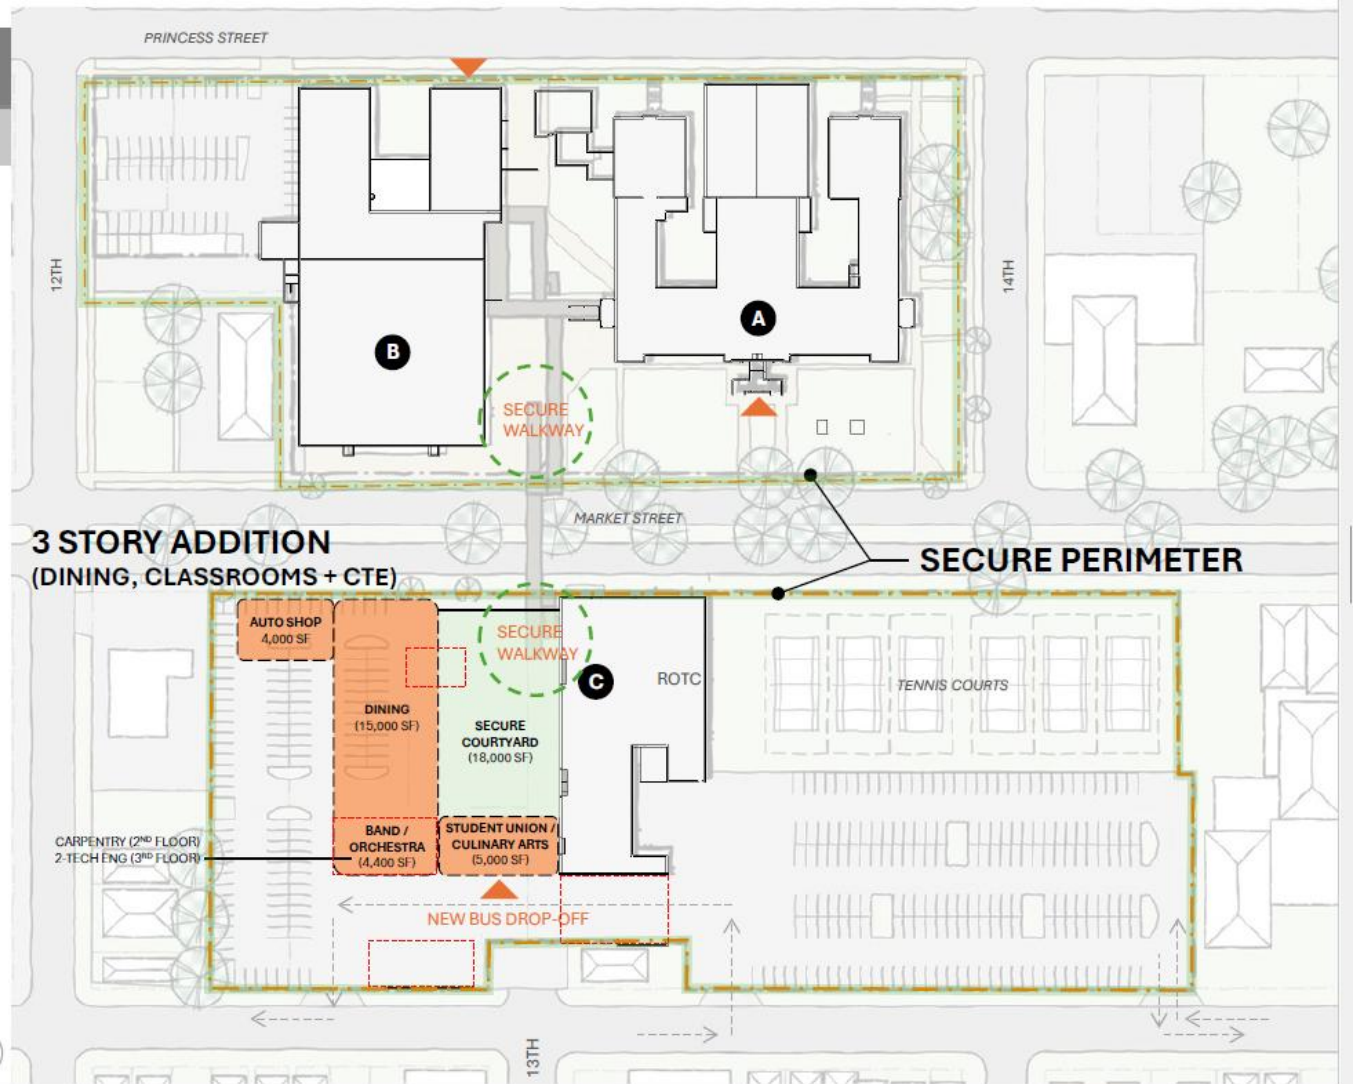 PRINCESS STREET
12TH
14TH
A
B
SECURE
WALKWAY
MARKET STREET
3 STORY ADDITION
(DINING, CLASSROOMS + CTE)
SECURE PERIMETER
AUTO SHOP
4,000 SF
SECURE
WALKWAY
C
ROTC
TENNIS COURTS
DINING
(15,000 SF)
SECURE
COURTYARD
(18,000 SF)
CARPENTRY (2ND FLOOR)
2-TECH ENG (3RD FLOOR)
BAND /
ORCHESTRA
(4,400 SF)
STUDENT UNION /
CULINARY ARTS
(5,000 SF)
NEW BUS DROP-OFF
13TH